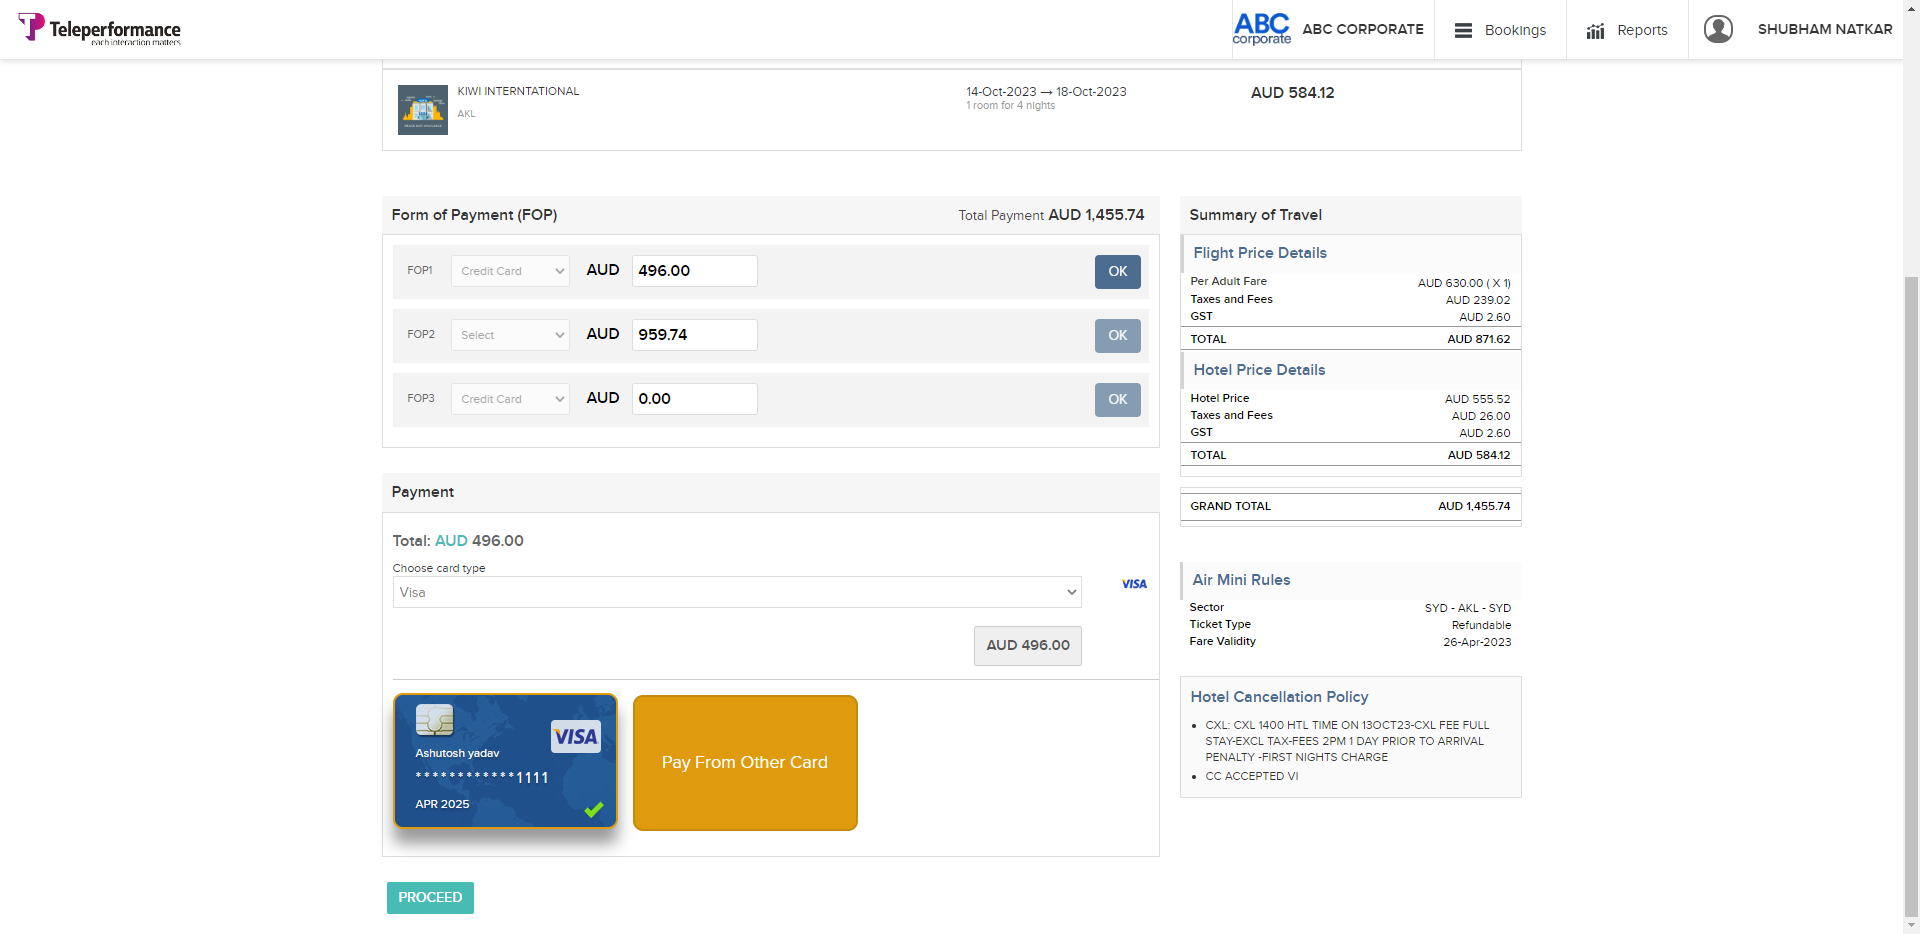 Teleperformance
each interaction matters
ABC
corporate
ABC CORPORATE
Bookings
Reports
SHUBHAM NATKAR
KIWI INTERNTATIONAL
AKL
14-Oct-2023 → 18-Oct-2023
1 room for 4 nights
AUD 584.12
Form of Payment (FOP)
Total Payment AUD 1,455.74
FOP1 Credit Card AUD 496.00 OK
FOP2 Select AUD 959.74 OK
FOP3 Credit Card AUD 0.00 OK
Payment
Total: AUD 496.00
Choose card type
Visa
VISA
AUD 496.00
VISA
Ashutosh yadav
************1111
APR 2025
Pay From Other Card
PROCEED
Summary of Travel
Flight Price Details
Per Adult Fare AUD 630.00 ( X 1)
Taxes and Fees AUD 239.02
GST AUD 2.60
TOTAL AUD 871.62
Hotel Price Details
Hotel Price AUD 555.52
Taxes and Fees AUD 26.00
GST AUD 2.60
TOTAL AUD 584.12
GRAND TOTAL AUD 1,455.74
Air Mini Rules
Sector SYD - AKL - SYD
Ticket Type Refundable
Fare Validity 26-Apr-2023
Hotel Cancellation Policy
• CXL: CXL 1400 HTL TIME ON 13OCT23-CXL FEE FULL
STAY-EXCL TAX-FEES 2PM 1 DAY PRIOR TO ARRIVAL
PENALTY -FIRST NIGHTS CHARGE
• CC ACCEPTED VI